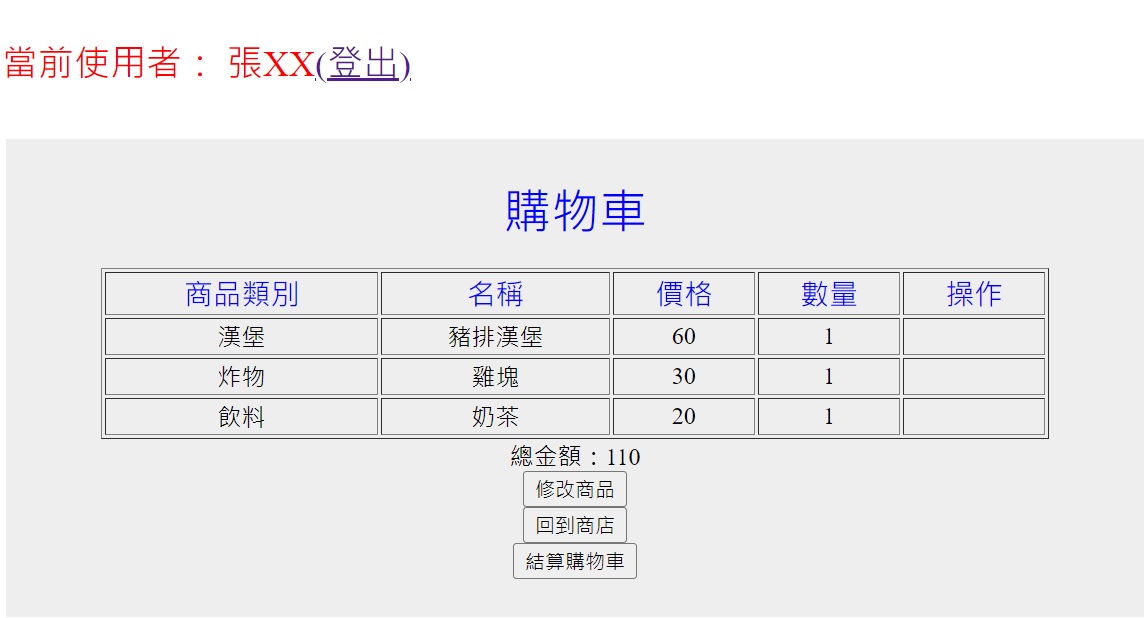 當前使用者： 張XX(登出)
購物車
商品類別 名稱 價格 數量 操作
漢堡 豬排漢堡 60 1
炸物 雞塊 30 1
飲料 奶茶 20 1
總金額：110
修改商品
回到商店
結算購物車